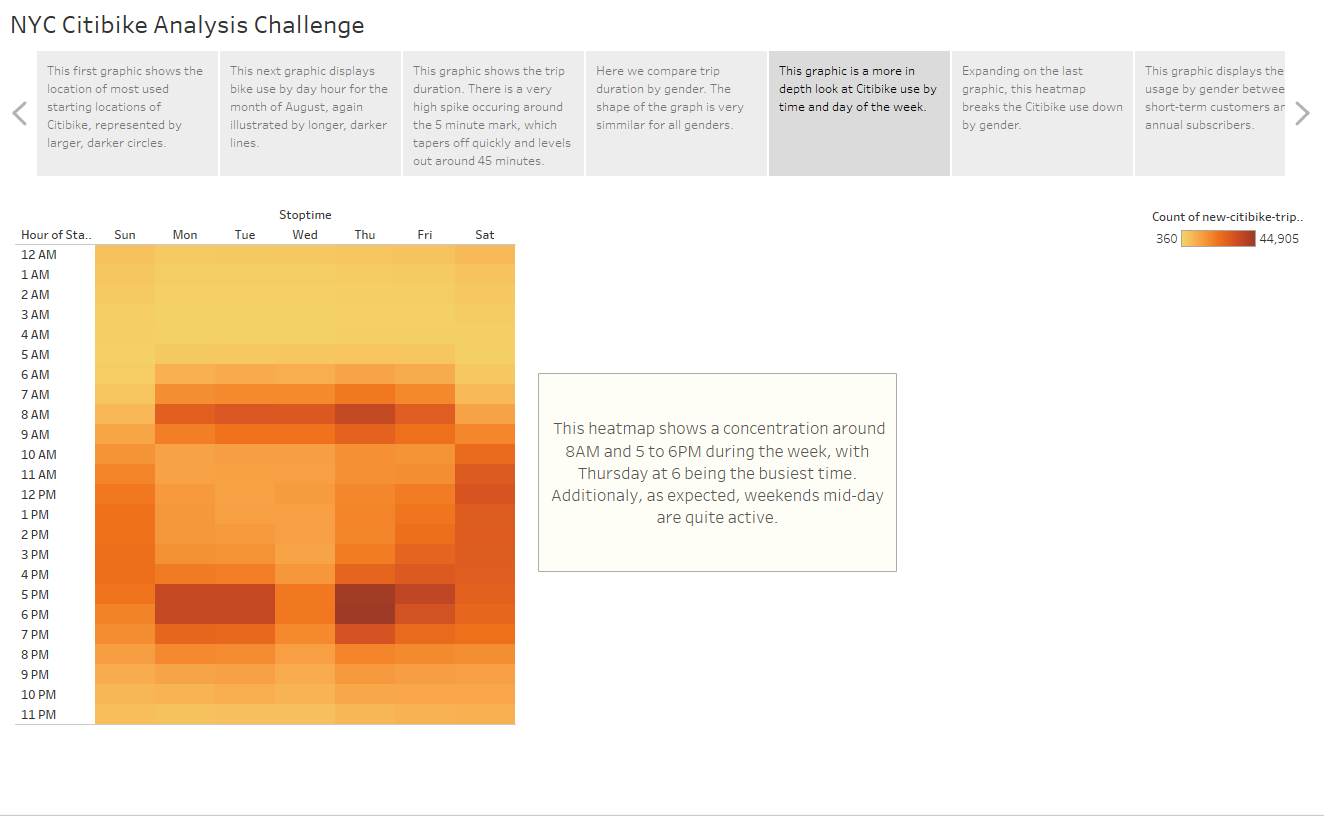 NYC Citibike Analysis Challenge
This first graphic shows the
location of most used
starting locations of
Citibike, represented by
larger, darker circles.
This next graphic displays
bike use by day hour for the
month of August, again
illustrated by longer, darker
lines.
This graphic shows the trip
duration. There is a very
high spike occuring around
the 5 minute mark, which
tapers off quickly and levels
out around 45 minutes.
Here we compare trip
duration by gender. The
shape of the graph is very
simmilar for all genders.
This graphic is a more in
depth look at Citibike use by
time and day of the week.
Expanding on the last
graphic, this heatmap
breaks the Citibike use down
by gender.
This graphic displays the
usage by gender betwee
short-term customers ar
annual subscribers.
Stoptime
Hour of Sta.. Sun Mon Tue Wed Thu Fri Sat
12 AM
1 AM
2 AM
3 AM
4 AM
5 AM
6 AM
7 AM
8 AM
9 AM
10 AM
11 AM
12 PM
1 PM
2 PM
3 PM
4 PM
5 PM
6 PM
7 PM
8 PM
9 PM
10 PM
11 PM
This heatmap shows a concentration around
8AM and 5 to 6PM during the week, with
Thursday at 6 being the busiest time.
Additionaly, as expected, weekends mid-day
are quite active.
Count of new-citibike-trip..
360 44,905